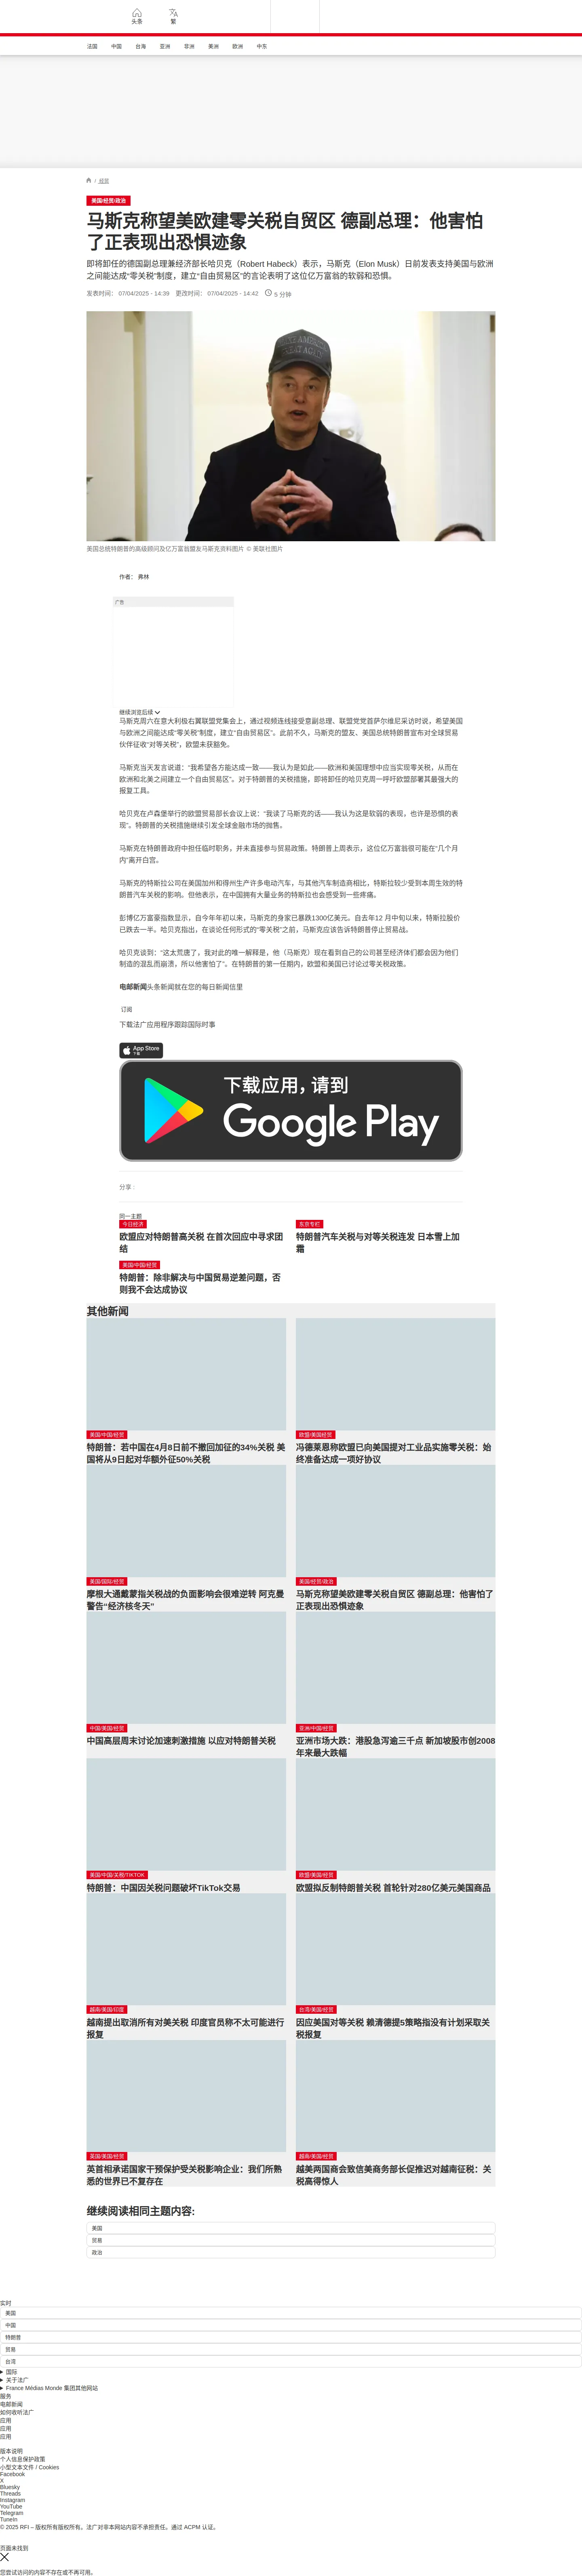 头条
繁
法国 中国 台海 亚洲 非洲 美洲 欧洲 中东
/ 经贸
美国/经贸/政治
马斯克称望美欧建零关税自贸区 德副总理：他害怕
了正表现出恐惧迹象
即将卸任的德国副总理兼经济部长哈贝克（Robert Habeck）表示，马斯克（Elon Musk）日前发表支持美国与欧洲
之间能达成“零关税”制度，建立“自由贸易区”的言论表明了这位亿万富翁的软弱和恐惧。
发表时间： 07/04/2025 - 14:39 更改时间： 07/04/2025 - 14:42 5 分钟
美国总统特朗普的高级顾问及亿万富翁盟友马斯克资料图片 © 美联社图片
作者： 弗林
广告
继续浏览后续
马斯克周六在意大利极右翼联盟党集会上，通过视频连线接受意副总理、联盟党党首萨尔维尼采访时说，希望美国
与欧洲之间能达成“零关税”制度，建立“自由贸易区”。此前不久，马斯克的盟友、美国总统特朗普宣布对全球贸易
伙伴征收“对等关税”，欧盟未获豁免。
马斯克当天发言说道：“我希望各方能达成一致——我认为是如此——欧洲和美国理想中应当实现零关税，从而在
欧洲和北美之间建立一个自由贸易区”。对于特朗普的关税措施，即将卸任的哈贝克周一呼吁欧盟部署其最强大的
报复工具。
哈贝克在卢森堡举行的欧盟贸易部长会议上说：“我读了马斯克的话——我认为这是软弱的表现，也许是恐惧的表
现”。特朗普的关税措施继续引发全球金融市场的抛售。
马斯克在特朗普政府中担任临时职务，并未直接参与贸易政策。特朗普上周表示，这位亿万富翁很可能在“几个月
内”离开白宫。
马斯克的特斯拉公司在美国加州和得州生产许多电动汽车，与其他汽车制造商相比，特斯拉较少受到本周生效的特
朗普汽车关税的影响。但他表示，在中国拥有大量业务的特斯拉也会感受到一些疼痛。
彭博亿万富豪指数显示，自今年年初以来，马斯克的身家已暴跌1300亿美元。自去年12 月中旬以来，特斯拉股价
已跌去一半。哈贝克指出，在谈论任何形式的“零关税”之前，马斯克应该告诉特朗普停止贸易战。
哈贝克谈到：“这太荒唐了，我对此的唯一解释是，他（马斯克）现在看到自己的公司甚至经济体们都会因为他们
制造的混乱而崩溃，所以他害怕了”。在特朗普的第一任期内，欧盟和美国已讨论过零关税政策。
电邮新闻头条新闻就在您的每日新闻信里
订阅
下载法广应用程序跟踪国际时事
App Store
下载
下载应用，请到
Google Play
分享 :
同一主题
今日经济
欧盟应对特朗普高关税 在首次回应中寻求团
结
东京专栏
特朗普汽车关税与对等关税连发 日本雪上加
霜
美国/中国/经贸
特朗普：除非解决与中国贸易逆差问题，否
则我不会达成协议
其他新闻
美国/中国/经贸
特朗普：若中国在4月8日前不撤回加征的34%关税 美
国将从9日起对华额外征50%关税
欧盟/美国经贸
冯德莱恩称欧盟已向美国提对工业品实施零关税：始
终准备达成一项好协议
美国/国际/经贸
摩根大通戴蒙指关税战的负面影响会很难逆转 阿克曼
警告“经济核冬天”
美国/经贸/政治
马斯克称望美欧建零关税自贸区 德副总理：他害怕了
正表现出恐惧迹象
中国/美国/经贸
中国高层周末讨论加速刺激措施 以应对特朗普关税
亚洲/中国/经贸
亚洲市场大跌：港股急泻逾三千点 新加坡股市创2008
年来最大跌幅
美国/中国/关税/TIKTOK
特朗普：中国因关税问题破坏TikTok交易
欧盟/美国/经贸
欧盟拟反制特朗普关税 首轮针对280亿美元美国商品
越南/美国/印度
越南提出取消所有对美关税 印度官员称不太可能进行
报复
台湾/美国/经贸
因应美国对等关税 赖清德提5策略指没有计划采取关
税报复
英国/美国/经贸
英首相承诺国家干预保护受关税影响企业：我们所熟
悉的世界已不复存在
越南/美国/经贸
越美两国商会致信美商务部长促推迟对越南征税：关
税高得惊人
继续阅读相同主题内容:
美国
贸易
政治
实时
美国
中国
特朗普
贸易
台湾
国际
关于法广
France Médias Monde 集团其他网站
服务
电邮新闻
如何收听法广
应用
应用
应用
版本说明
个人信息保护政策
小型文本文件 / Cookies
Facebook
X
Bluesky
Threads
Instagram
YouTube
Telegram
TuneIn
© 2025 RFI – 版权所有版权所有。法广对非本网站内容不承担责任。通过 ACPM 认证。
页面未找到
您尝试访问的内容不存在或不再可用。